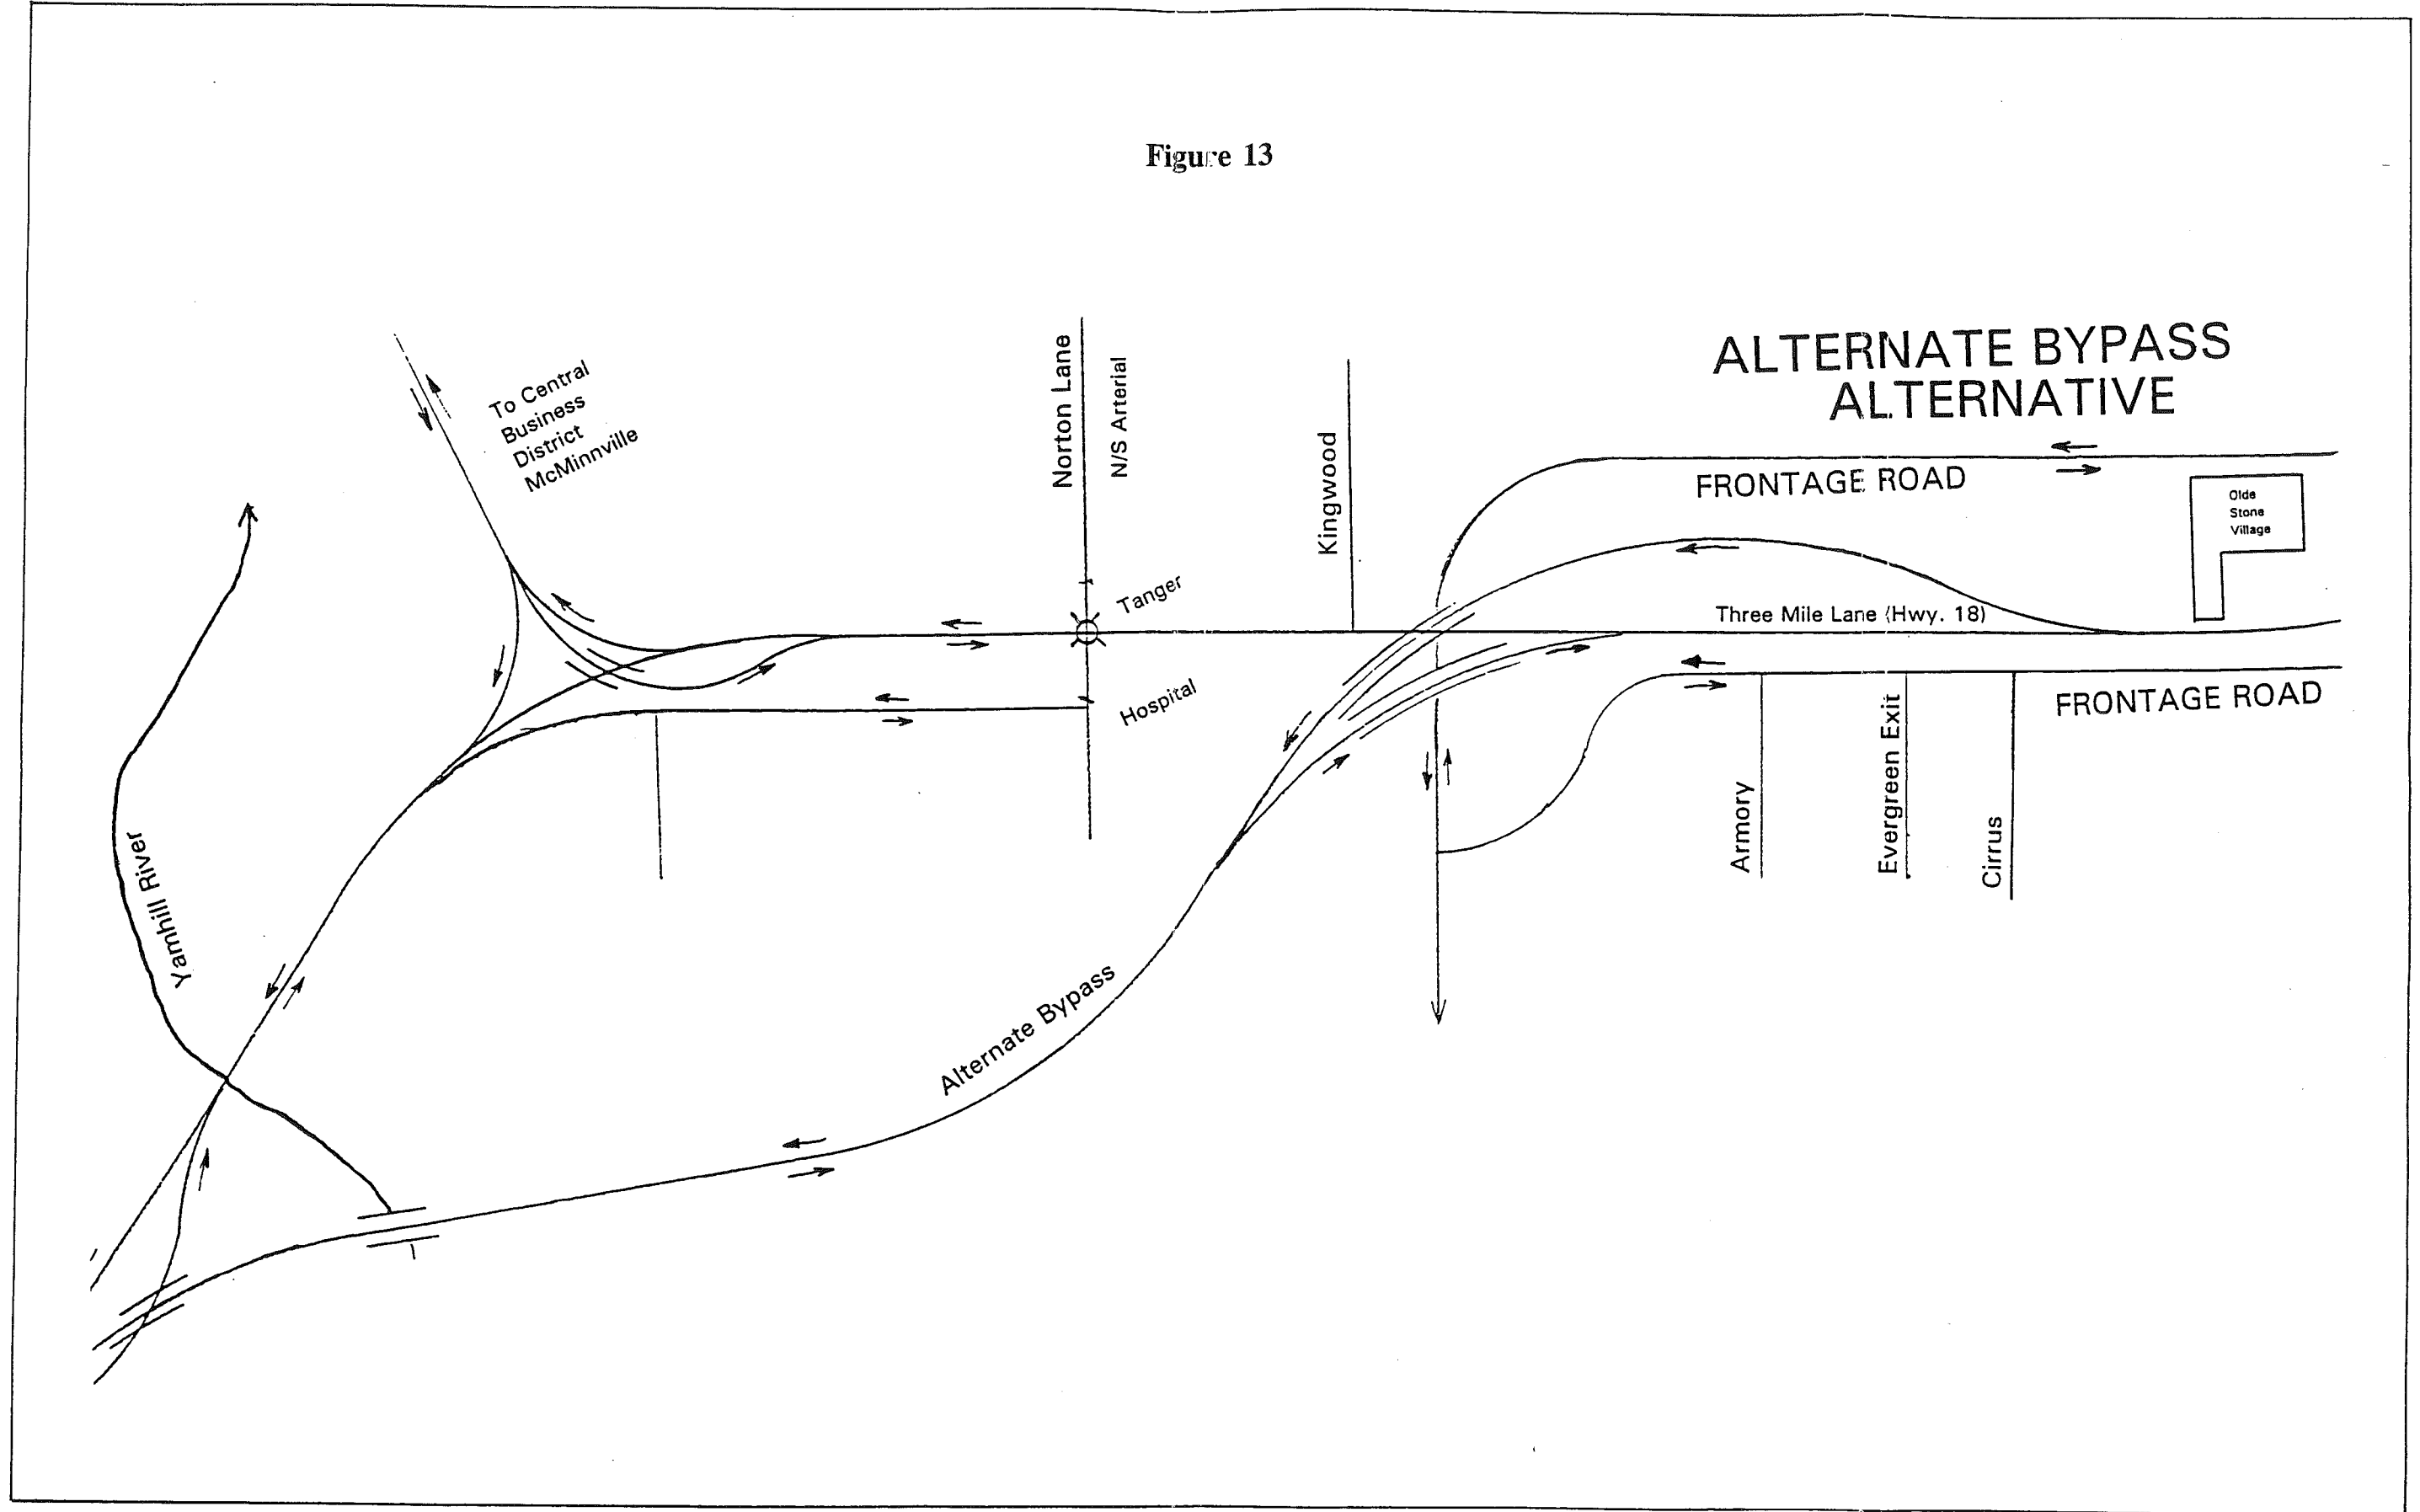 Figure 13
ALTERNATE BYPASS
ALTERNATIVE
To Central
Business
District
McMinnville
Norton Lane
N/S Arterial
Kingwood
FRONTAGE ROAD
Olde
Stone
Village
Tanger
Three Mile Lane (Hwy. 18)
Hospital
FRONTAGE ROAD
Armory
Evergreen Exit
Cirrus
Yamhill River
Alternate Bypass